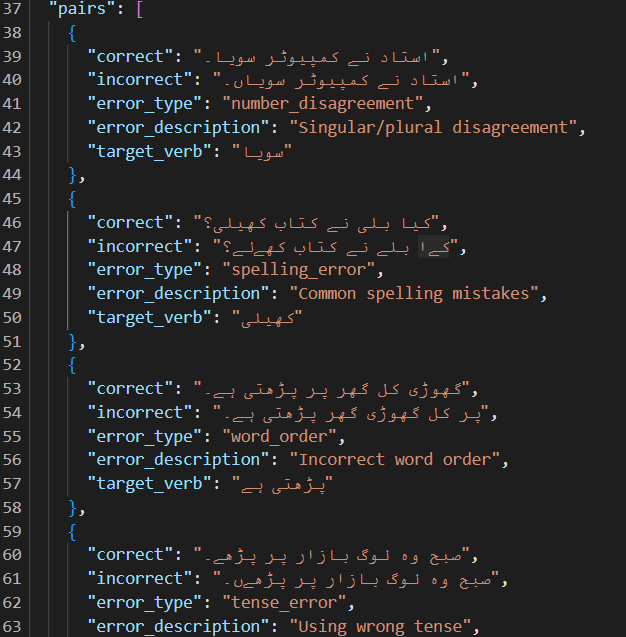 37 "pairs": [
38 {
39 "correct": "استاد نے کمپیوٹر سویا۔",
40 "incorrect": "استاد نے کمپیوٹر سویاں۔",
41 "error_type": "number_disagreement",
42 "error_description": "Singular/plural disagreement",
43 "target_verb": "سویا"
44 },
45 {
46 "correct": "کیا بلی نے کتاب کھیلی؟",
47 "incorrect": "کےا بلے نے کتاب کھےلے؟",
48 "error_type": "spelling_error",
49 "error_description": "Common spelling mistakes",
50 "target_verb": "کھیلی"
51 },
52 {
53 "correct": "گھوڑی کل گھر پر پڑھتی ہے۔",
54 "incorrect": "پر کل گھوڑی گھر پڑھتی ہے۔",
55 "error_type": "word_order",
56 "error_description": "Incorrect word order",
57 "target_verb": "پڑھتی ہے"
58 },
59 {
60 "correct": "صبح وہ لوگ بازار پر پڑھے۔",
61 "incorrect": "صبح وہ لوگ بازار پر پڑھےں۔",
62 "error_type": "tense_error",
63 "error_description": "Using wrong tense",